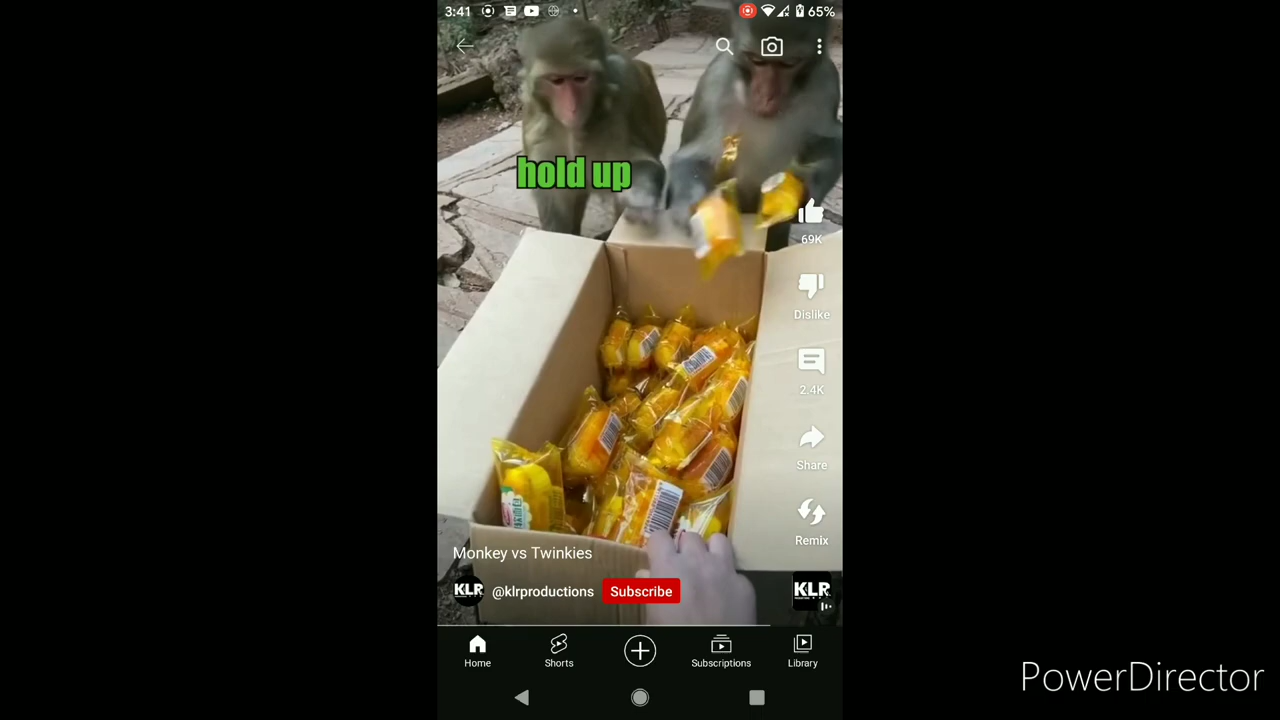 3:41
65%
hold up
69K
Dislike
2.4K
Share
Remix
Monkey vs Twinkies
KLR
@klrproductions
Subscribe
KLR
Home
Shorts
Subscriptions
Library
PowerDirector